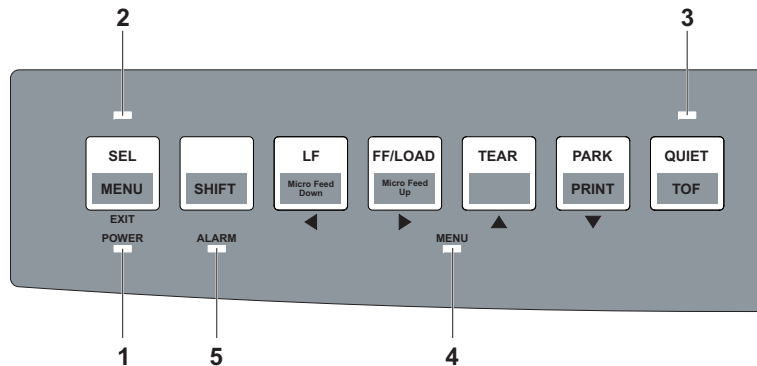 2 3
SEL LF FF/LOAD TEAR PARK QUIET
MENU SHIFT Micro Feed Down Micro Feed Up PRINT TOF
EXIT
POWER ALARM MENU
1 5 4